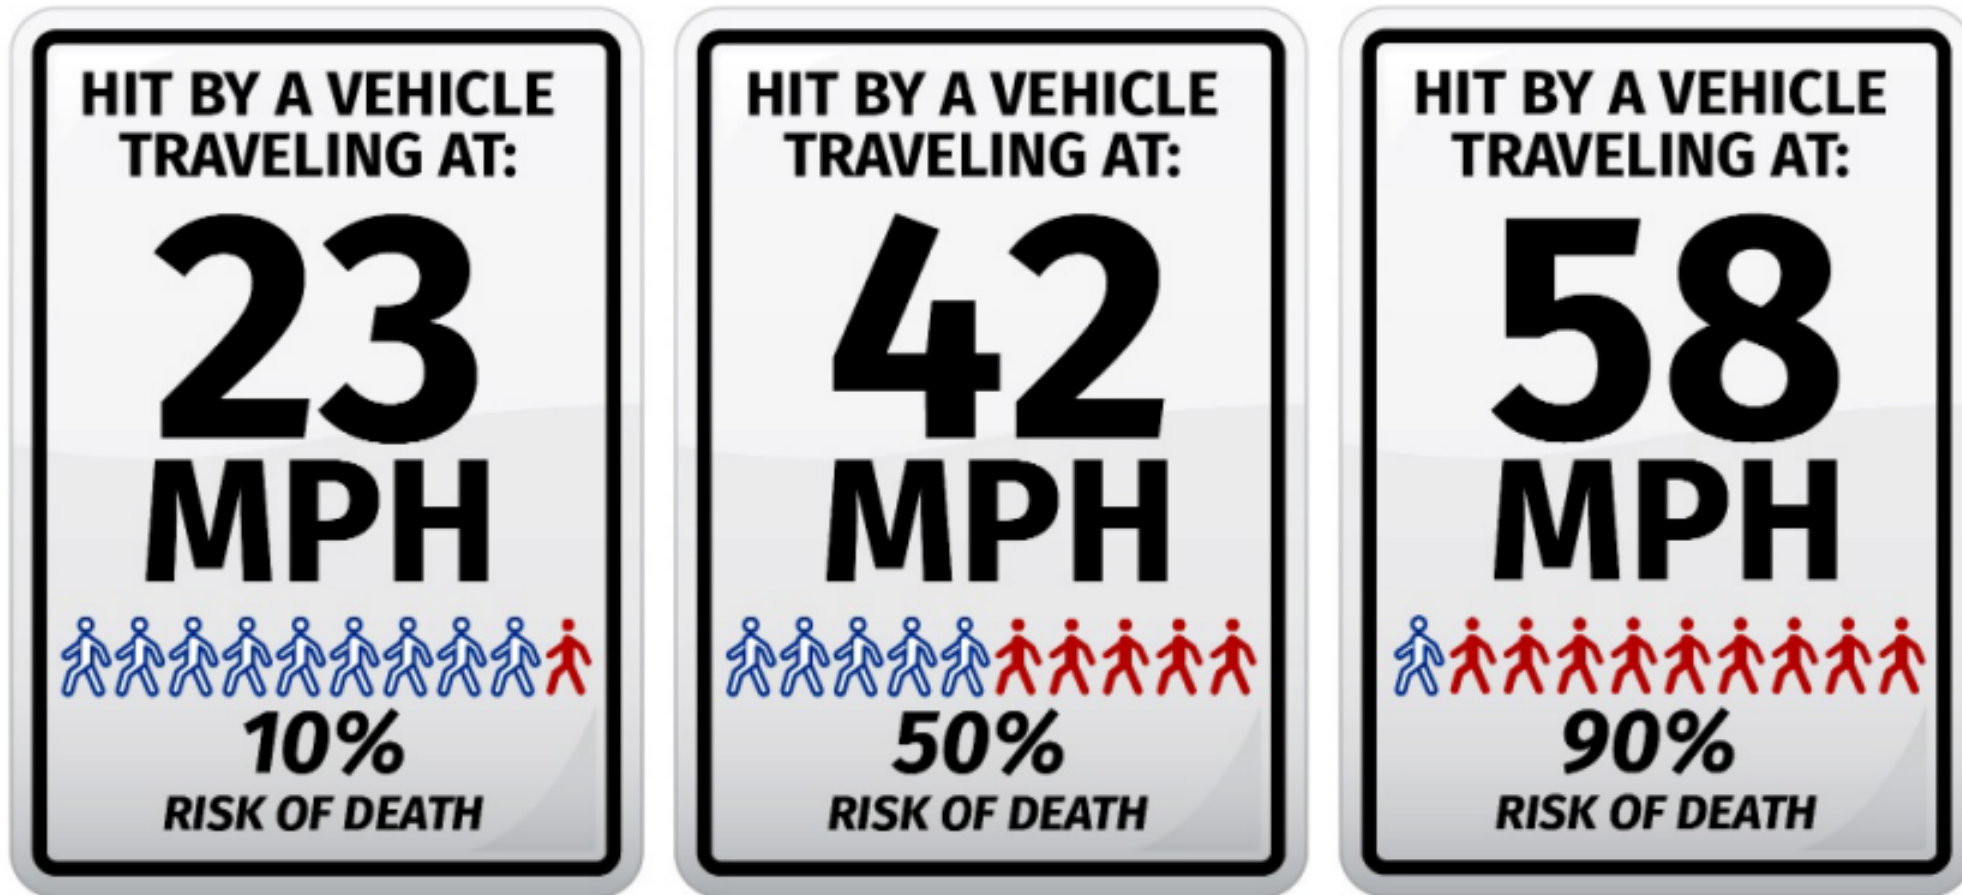 HIT BY A VEHICLE
TRAVELING AT:
23
MPH
10%
RISK OF DEATH
HIT BY A VEHICLE
TRAVELING AT:
42
MPH
50%
RISK OF DEATH
HIT BY A VEHICLE
TRAVELING AT:
58
MPH
90%
RISK OF DEATH